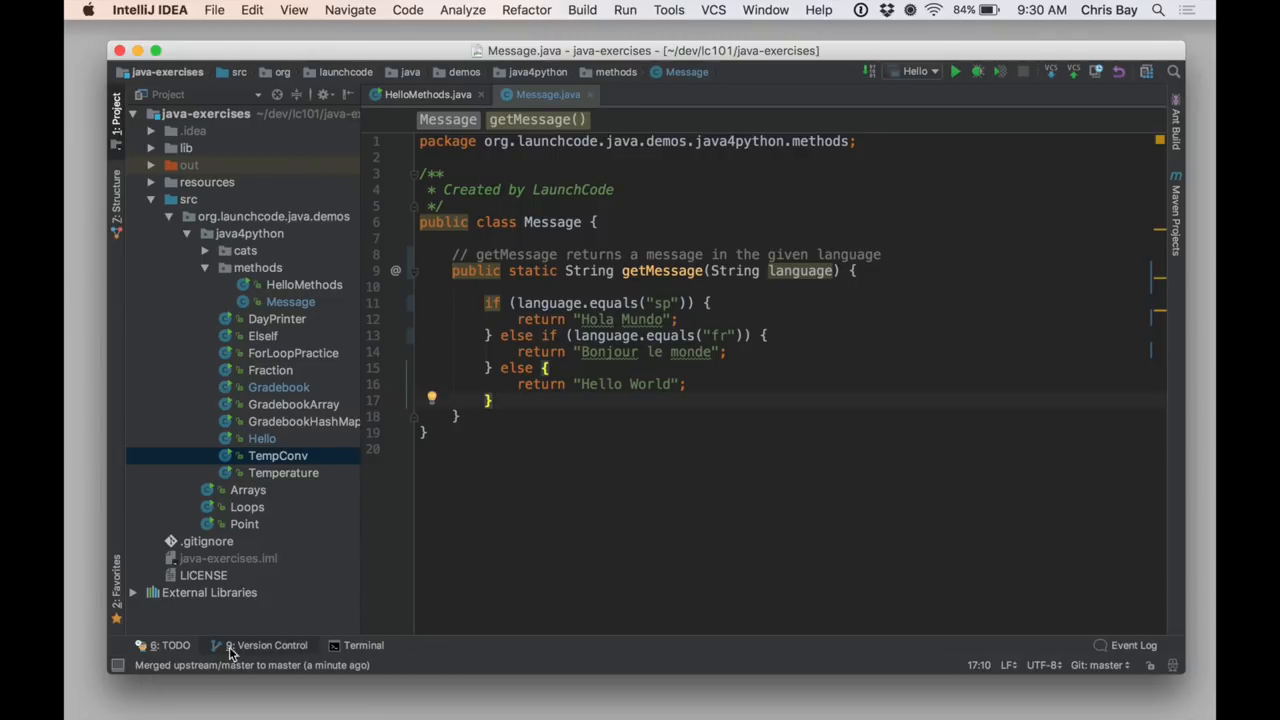 IntelliJ IDEA File Edit View Navigate Code Analyze Refactor Build Run Tools VCS Window Help 84% 9:30 AM Chris Bay
Message.java - java-exercises - [~/dev/lc101/java-exercises]
java-exercises src org launchcode java demos java4python methods Message Hello VCS VCS
1: Project
7: Structure
2: Favorites
Project
java-exercises ~/dev/lc101/java-e
.idea
lib
out
resources
src
org.launchcode.java.demos
java4python
cats
methods
HelloMethods
Message
DayPrinter
ElseIf
ForLoopPractice
Fraction
Gradebook
GradebookArray
GradebookHashMap
Hello
TempConv
Temperature
Arrays
Loops
Point
.gitignore
java-exercises.iml
LICENSE
External Libraries
HelloMethods.java Message.java
Message getMessage()
1 package org.launchcode.java.demos.java4python.methods;
2
3 /**
4 * Created by LaunchCode
5 */
6 public class Message {
7
8 // getMessage returns a message in the given language
9 @ public static String getMessage(String language) {
10
11 if (language.equals("sp")) {
12 return "Hola Mundo";
13 } else if (language.equals("fr")) {
14 return "Bonjour le monde";
15 } else {
16 return "Hello World";
17 }
18 }
19 }
20
Ant Build
Maven Projects
6: TODO 9: Version Control Terminal Event Log
Merged upstream/master to master (a minute ago) 17:10 LF UTF-8 Git: master